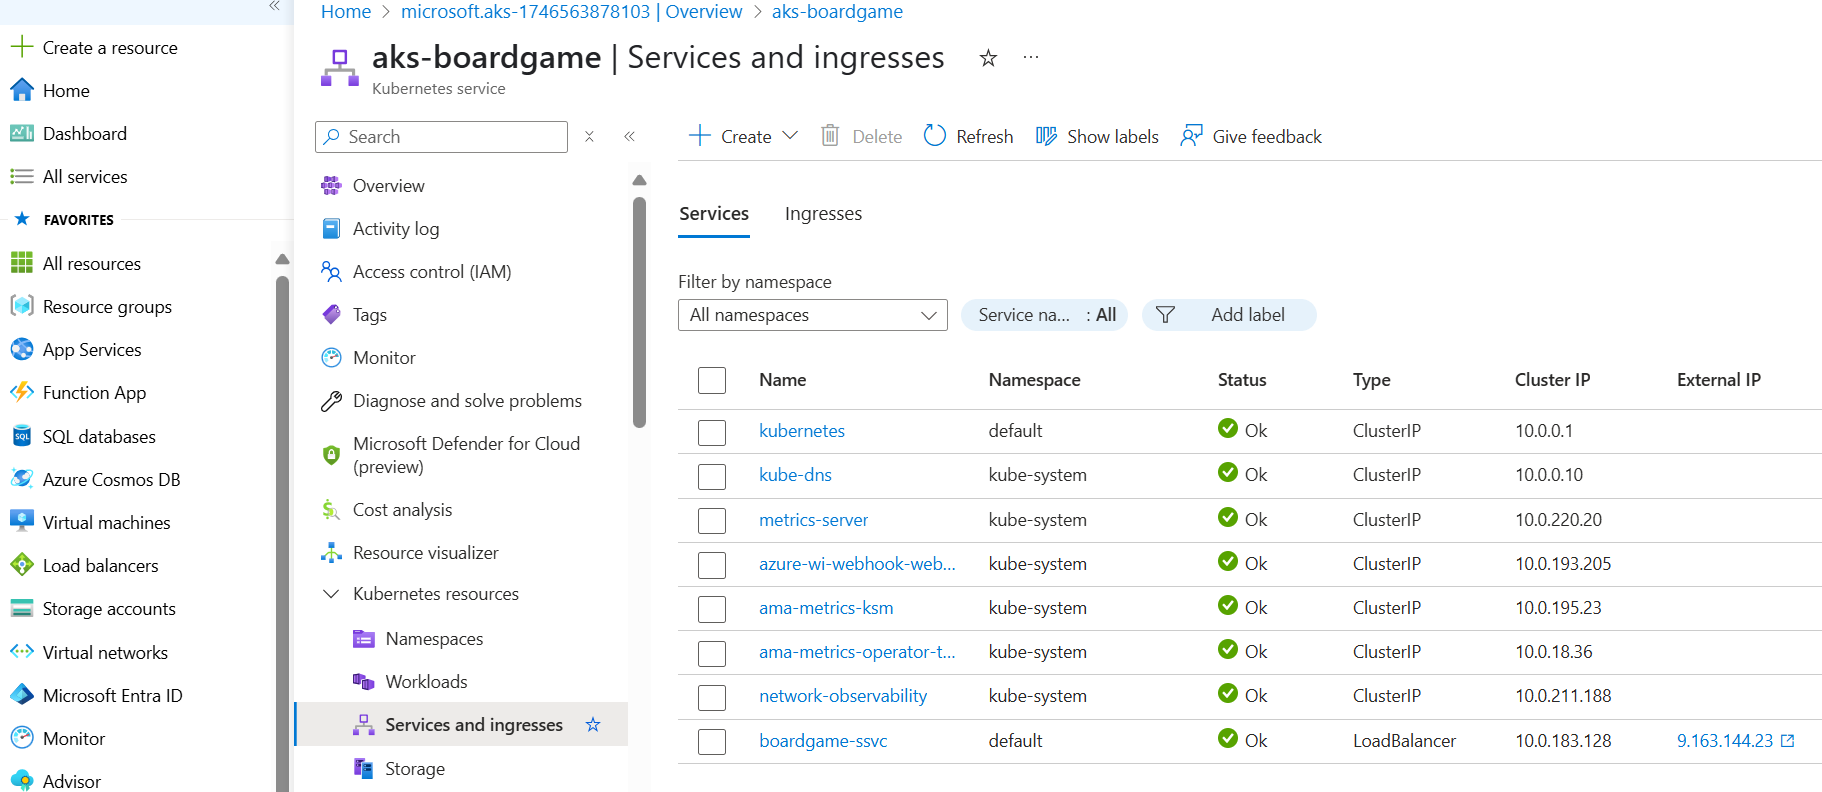 Home > microsoft.aks-1746563878103 | Overview > aks-boardgame
aks-boardgame | Services and ingresses
Kubernetes service
Create a resource
Home
Dashboard
All services
FAVORITES
All resources
Resource groups
App Services
Function App
SQL databases
Azure Cosmos DB
Virtual machines
Load balancers
Storage accounts
Virtual networks
Microsoft Entra ID
Monitor
Advisor
Search
Overview
Activity log
Access control (IAM)
Tags
Monitor
Diagnose and solve problems
Microsoft Defender for Cloud
(preview)
Cost analysis
Resource visualizer
Kubernetes resources
Namespaces
Workloads
Services and ingresses
Storage
Create Delete Refresh Show labels Give feedback
Services Ingresses
Filter by namespace
All namespaces Service na... : All Add label
Name Namespace Status Type Cluster IP External IP
kubernetes default Ok ClusterIP 10.0.0.1
kube-dns kube-system Ok ClusterIP 10.0.0.10
metrics-server kube-system Ok ClusterIP 10.0.220.20
azure-wi-webhook-web... kube-system Ok ClusterIP 10.0.193.205
ama-metrics-ksm kube-system Ok ClusterIP 10.0.195.23
ama-metrics-operator-t... kube-system Ok ClusterIP 10.0.18.36
network-observability kube-system Ok ClusterIP 10.0.211.188
boardgame-ssvc default Ok LoadBalancer 10.0.183.128 9.163.144.23